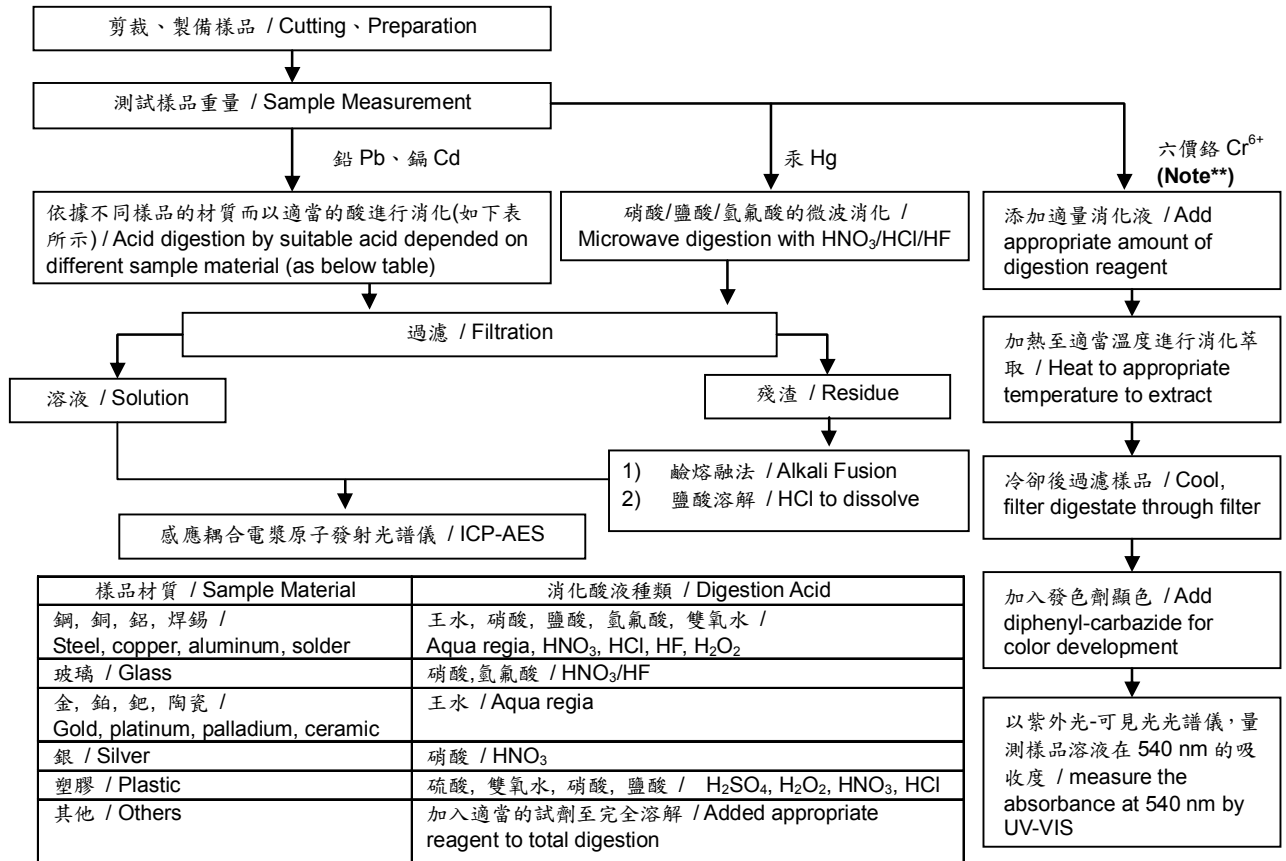 剪裁、製備樣品 / Cutting、Preparation
測試樣品重量 / Sample Measurement
鉛 Pb、鎘 Cd
汞 Hg
六價鉻 Cr⁶⁺
(Note**)
依據不同樣品的材質而以適當的酸進行消化(如下表
所示) / Acid digestion by suitable acid depended on
different sample material (as below table)
硝酸/鹽酸/氫氟酸的微波消化 /
Microwave digestion with HNO₃/HCl/HF
添加適量消化液 / Add
appropriate amount of
digestion reagent
過濾 / Filtration
加熱至適當溫度進行消化萃
取 / Heat to appropriate
temperature to extract
溶液 / Solution
殘渣 / Residue
1) 鹼熔融法 / Alkali Fusion
2) 鹽酸溶解 / HCl to dissolve
冷卻後過濾樣品 / Cool,
filter digestate through filter
感應耦合電漿原子發射光譜儀 / ICP-AES
加入發色劑顯色 / Add
diphenyl-carbazide for
color development
以紫外光-可見光光譜儀，量
測樣品溶液在 540 nm 的吸
收度 / measure the
absorbance at 540 nm by
UV-VIS
樣品材質 / Sample Material
消化酸液種類 / Digestion Acid
鋼, 銅, 鋁, 焊錫 /
Steel, copper, aluminum, solder
王水, 硝酸, 鹽酸, 氫氟酸, 雙氧水 /
Aqua regia, HNO₃, HCl, HF, H₂O₂
玻璃 / Glass
硝酸,氫氟酸 / HNO₃/HF
金, 鉑, 鈀, 陶瓷 /
Gold, platinum, palladium, ceramic
王水 / Aqua regia
銀 / Silver
硝酸 / HNO₃
塑膠 / Plastic
硫酸, 雙氧水, 硝酸, 鹽酸 / H₂SO₄, H₂O₂, HNO₃, HCl
其他 / Others
加入適當的試劑至完全溶解 / Added appropriate
reagent to total digestion